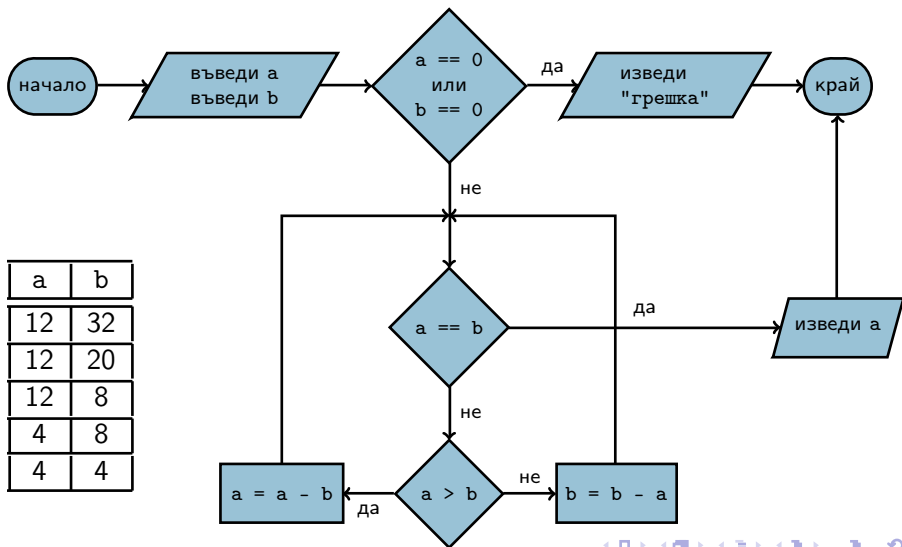 начало
въведи a
въведи b
a == 0
или
b == 0
да
изведи
"грешка"
край
не
a == b
да
изведи a
не
a > b
да
a = a - b
не
b = b - a
a b
12 32
12 20
12 8
4 8
4 4